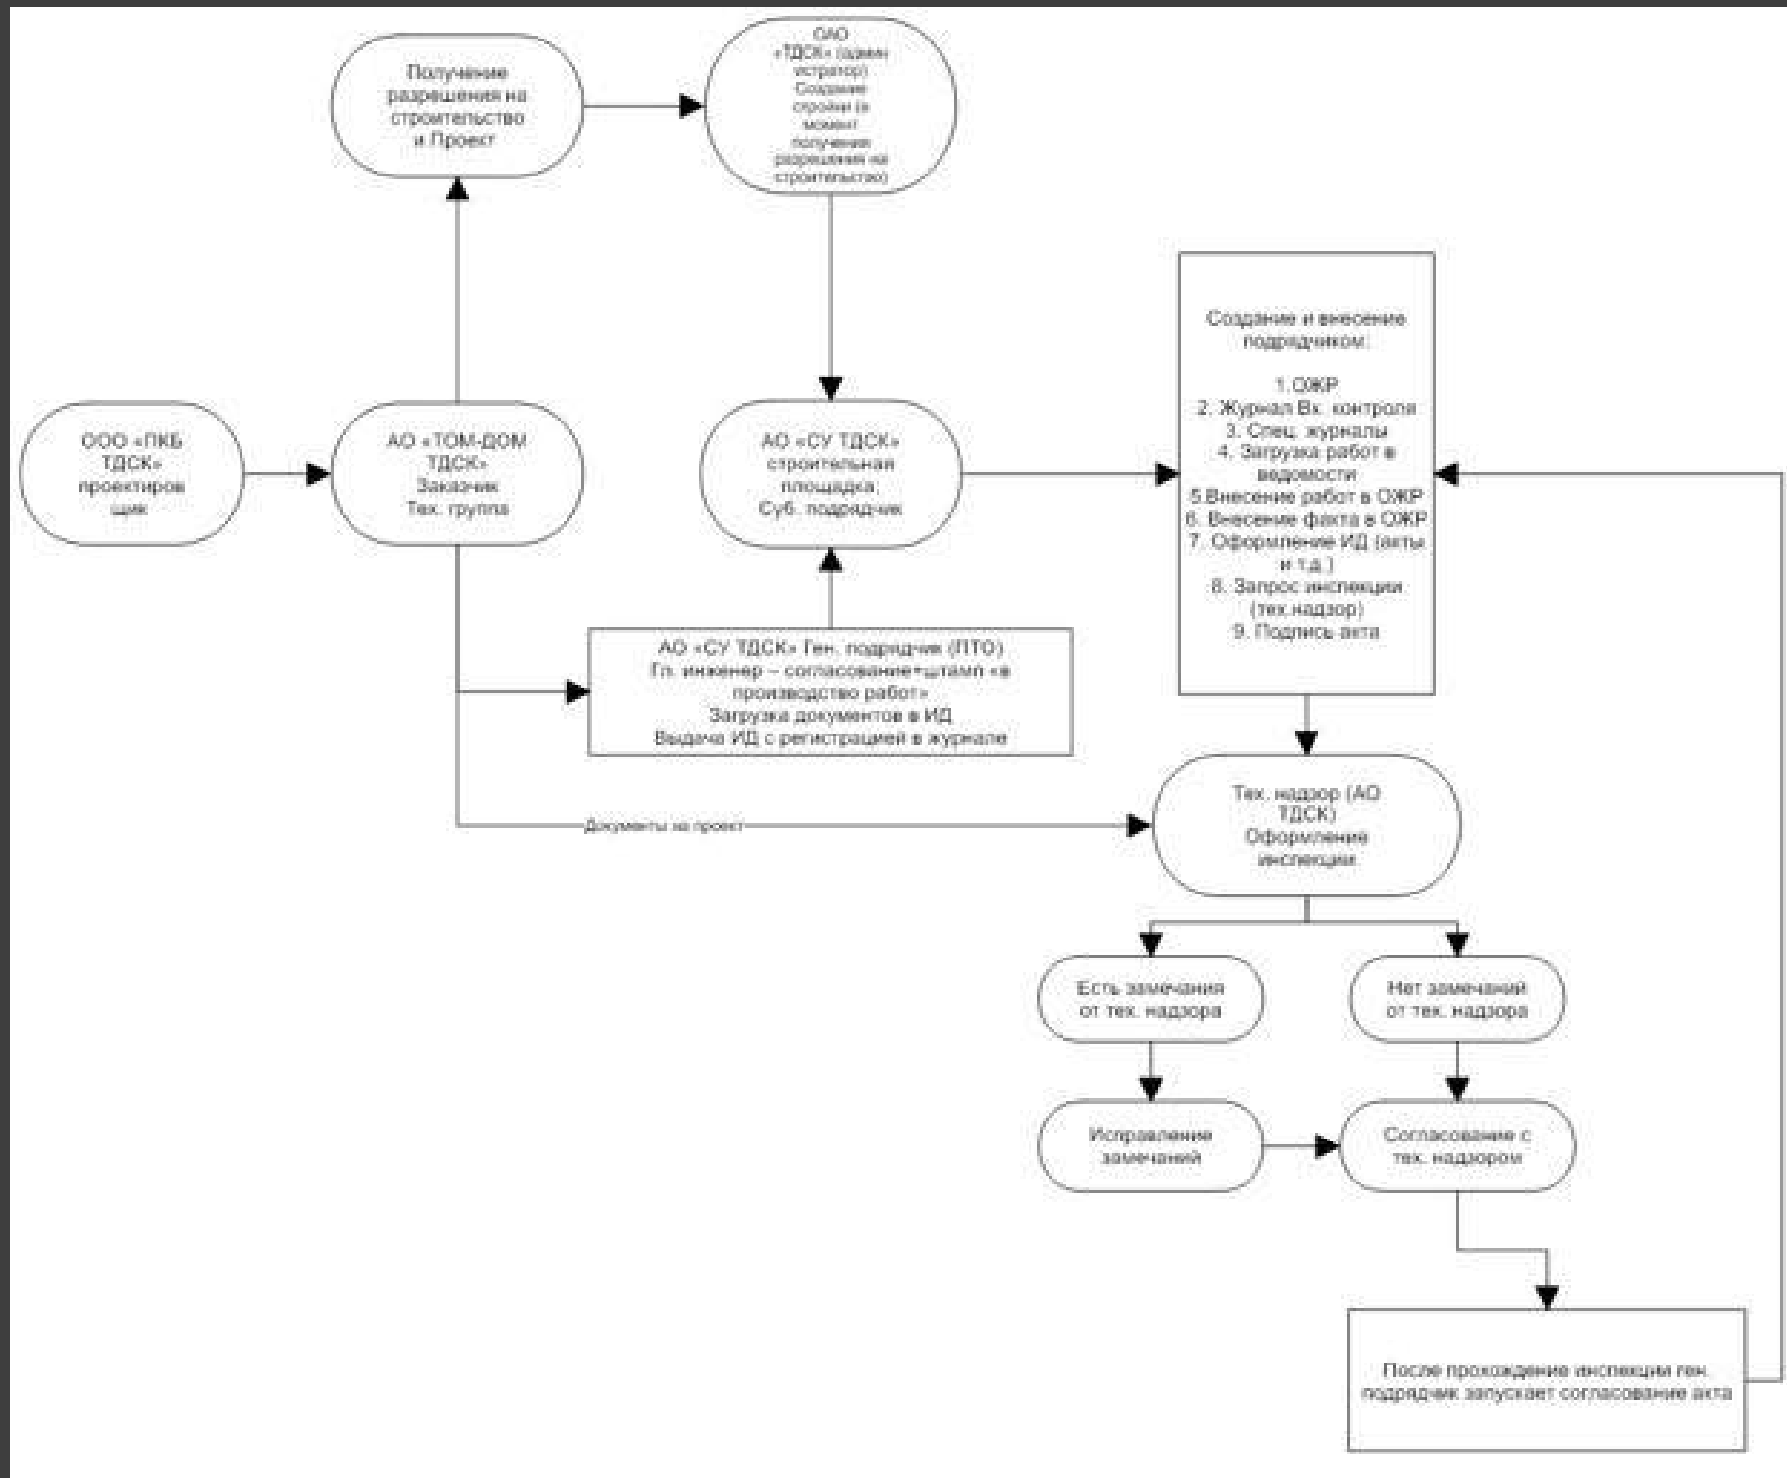 Получение
разрешения на
строительство
и Проект
ОАО
«ТДСК» (админ
истратор)
Создание
стройки (в
момент
получения
разрешения на
строительство)
ООО «ПКБ
ТДСК»
проектиров
щик
АО «ТОМ-ДОМ
ТДСК»
Заказчик
Тех. группа
АО «СУ ТДСК»
строительная
площадка
Суб. подрядчик
Создание и внесение
подрядчиком:
1.ОЖР
2. Журнал Вх. контроля
3. Спец. журналы
4. Загрузка работ в
ведомости
5.Внесение работ в ОЖР
6. Внесение факта в ОЖР
7. Оформление ИД (акты
и т.д.)
8. Запрос инспекции
(тех.надзор)
9. Подпись акта
АО «СУ ТДСК» Ген. подрядчик (ПТО)
Гл. инженер – согласование+штамп «в
производство работ»
Загрузка документов в ИД
Выдача ИД с регистрацией в журнале
Документы на проект
Тех. надзор (АО
ТДСК)
Оформление
инспекции
Есть замечания
от тех. надзора
Нет замечаний
от тех. надзора
Исправление
замечаний
Согласование с
тех. надзором
После прохождение инспекции ген.
подрядчик запускает согласование акта